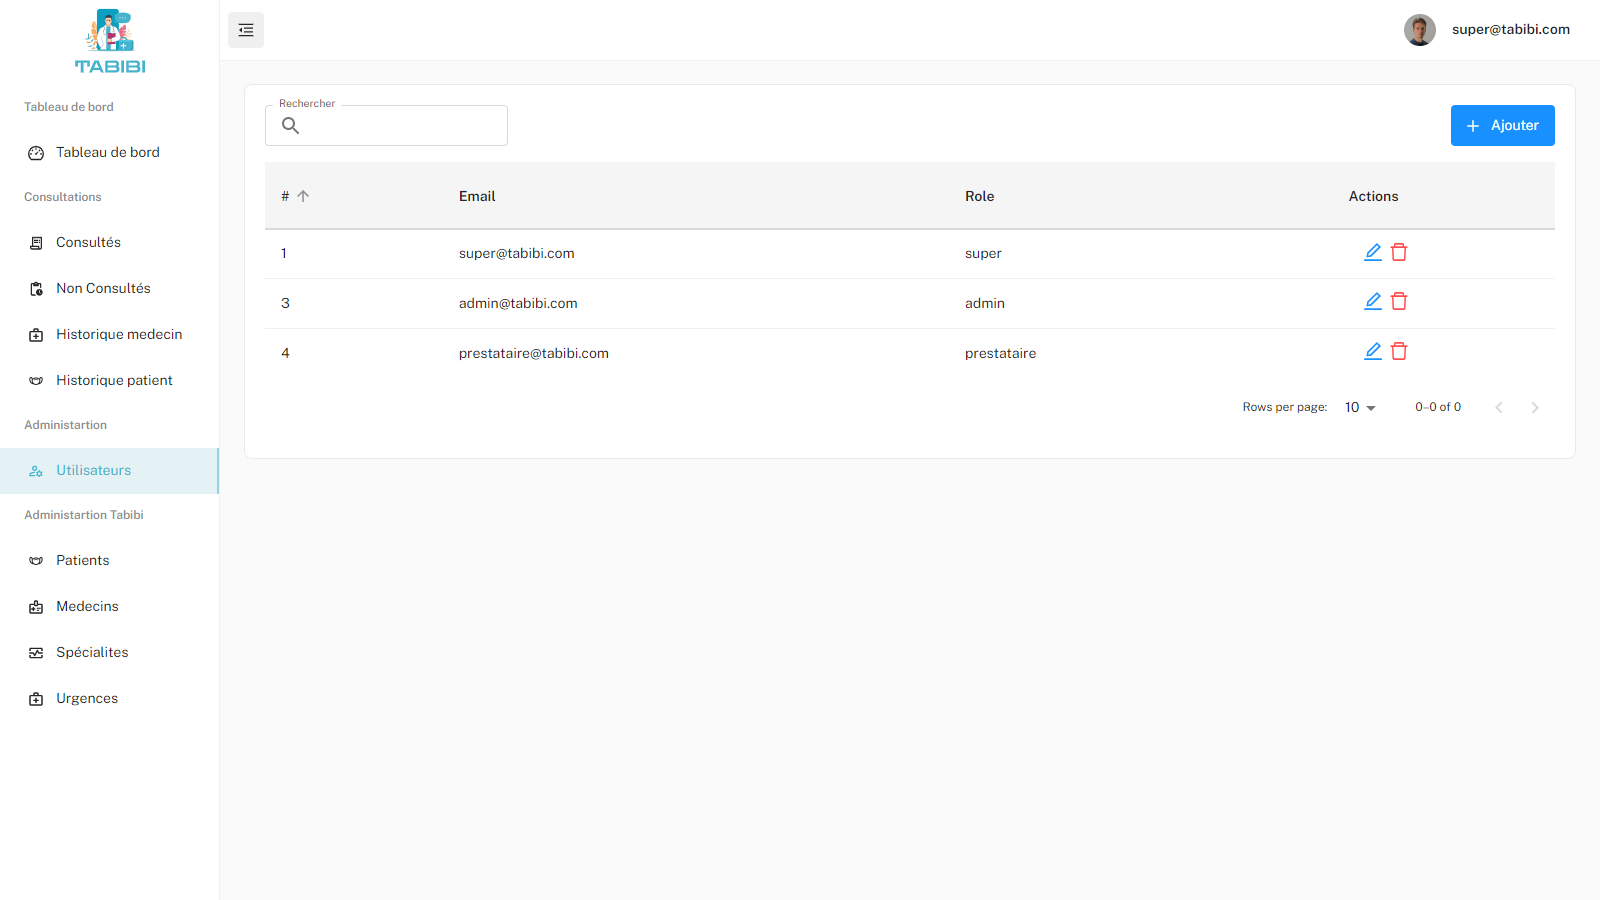 TABIBI
super@tabibi.com
Tableau de bord
Tableau de bord
Consultations
Consultés
Non Consultés
Historique medecin
Historique patient
Administartion
Utilisateurs
Administartion Tabibi
Patients
Medecins
Spécialites
Urgences
Rechercher
Ajouter
# Email Role Actions
1 super@tabibi.com super
3 admin@tabibi.com admin
4 prestataire@tabibi.com prestataire
Rows per page: 10 0–0 of 0